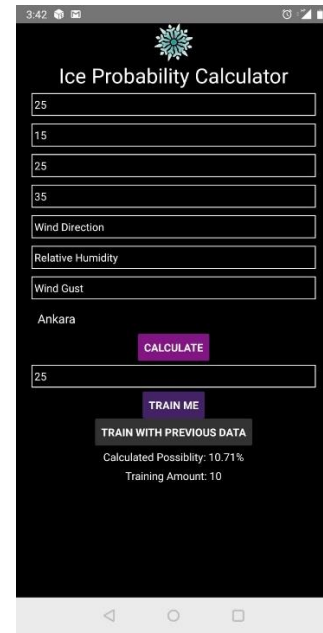 3:42
Ice Probability Calculator
25
15
25
35
Wind Direction
Relative Humidity
Wind Gust
Ankara
CALCULATE
25
TRAIN ME
TRAIN WITH PREVIOUS DATA
Calculated Possiblity: 10.71%
Training Amount: 10